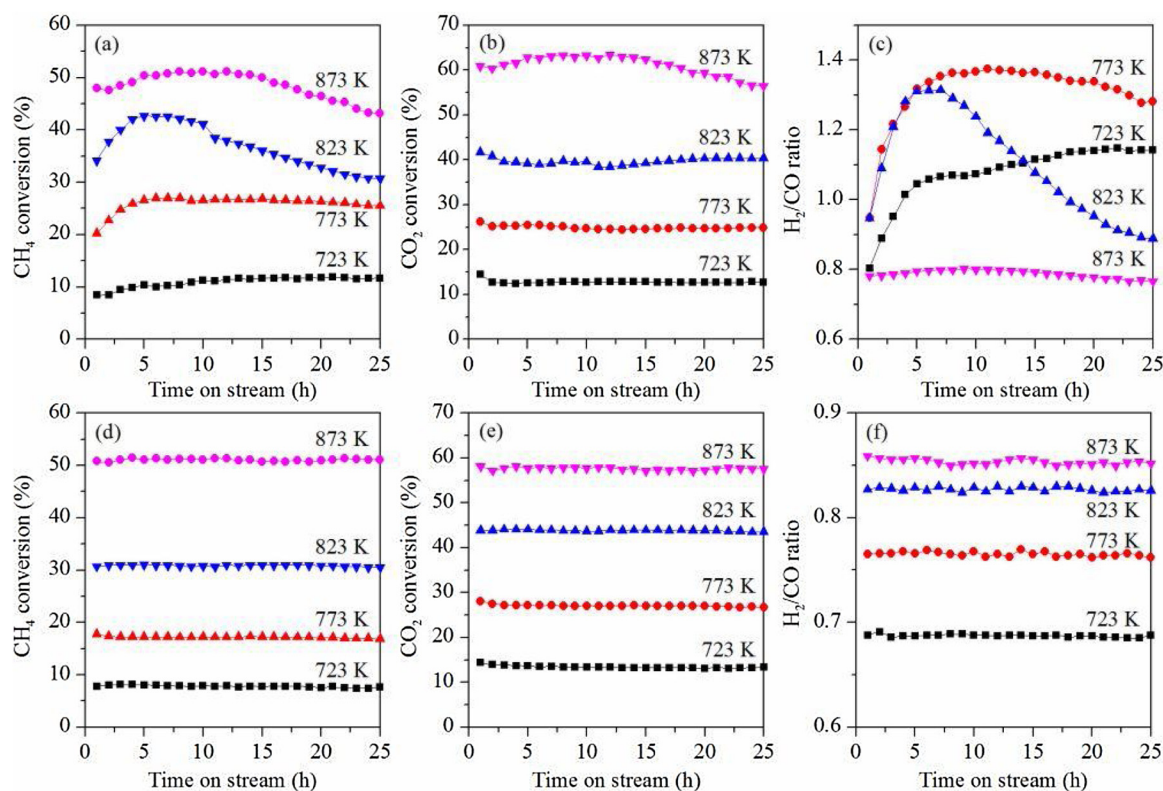 (a)
873 K
823 K
773 K
723 K
CH4 conversion (%)
60
50
40
30
20
10
0
0 5 10 15 20 25
Time on stream (h)
(b)
873 K
823 K
773 K
723 K
CO2 conversion (%)
70
60
50
40
30
20
10
0
0 5 10 15 20 25
Time on stream (h)
(c)
773 K
723 K
823 K
873 K
H2/CO ratio
1.4
1.2
1.0
0.8
0.6
0 5 10 15 20 25
Time on stream (h)
(d)
873 K
823 K
773 K
723 K
CH4 conversion (%)
60
50
40
30
20
10
0
0 5 10 15 20 25
Time on stream (h)
(e)
873 K
823 K
773 K
723 K
CO2 conversion (%)
70
60
50
40
30
20
10
0
0 5 10 15 20 25
Time on stream (h)
(f)
873 K
823 K
773 K
723 K
H2/CO ratio
0.9
0.8
0.7
0.6
0 5 10 15 20 25
Time on stream (h)